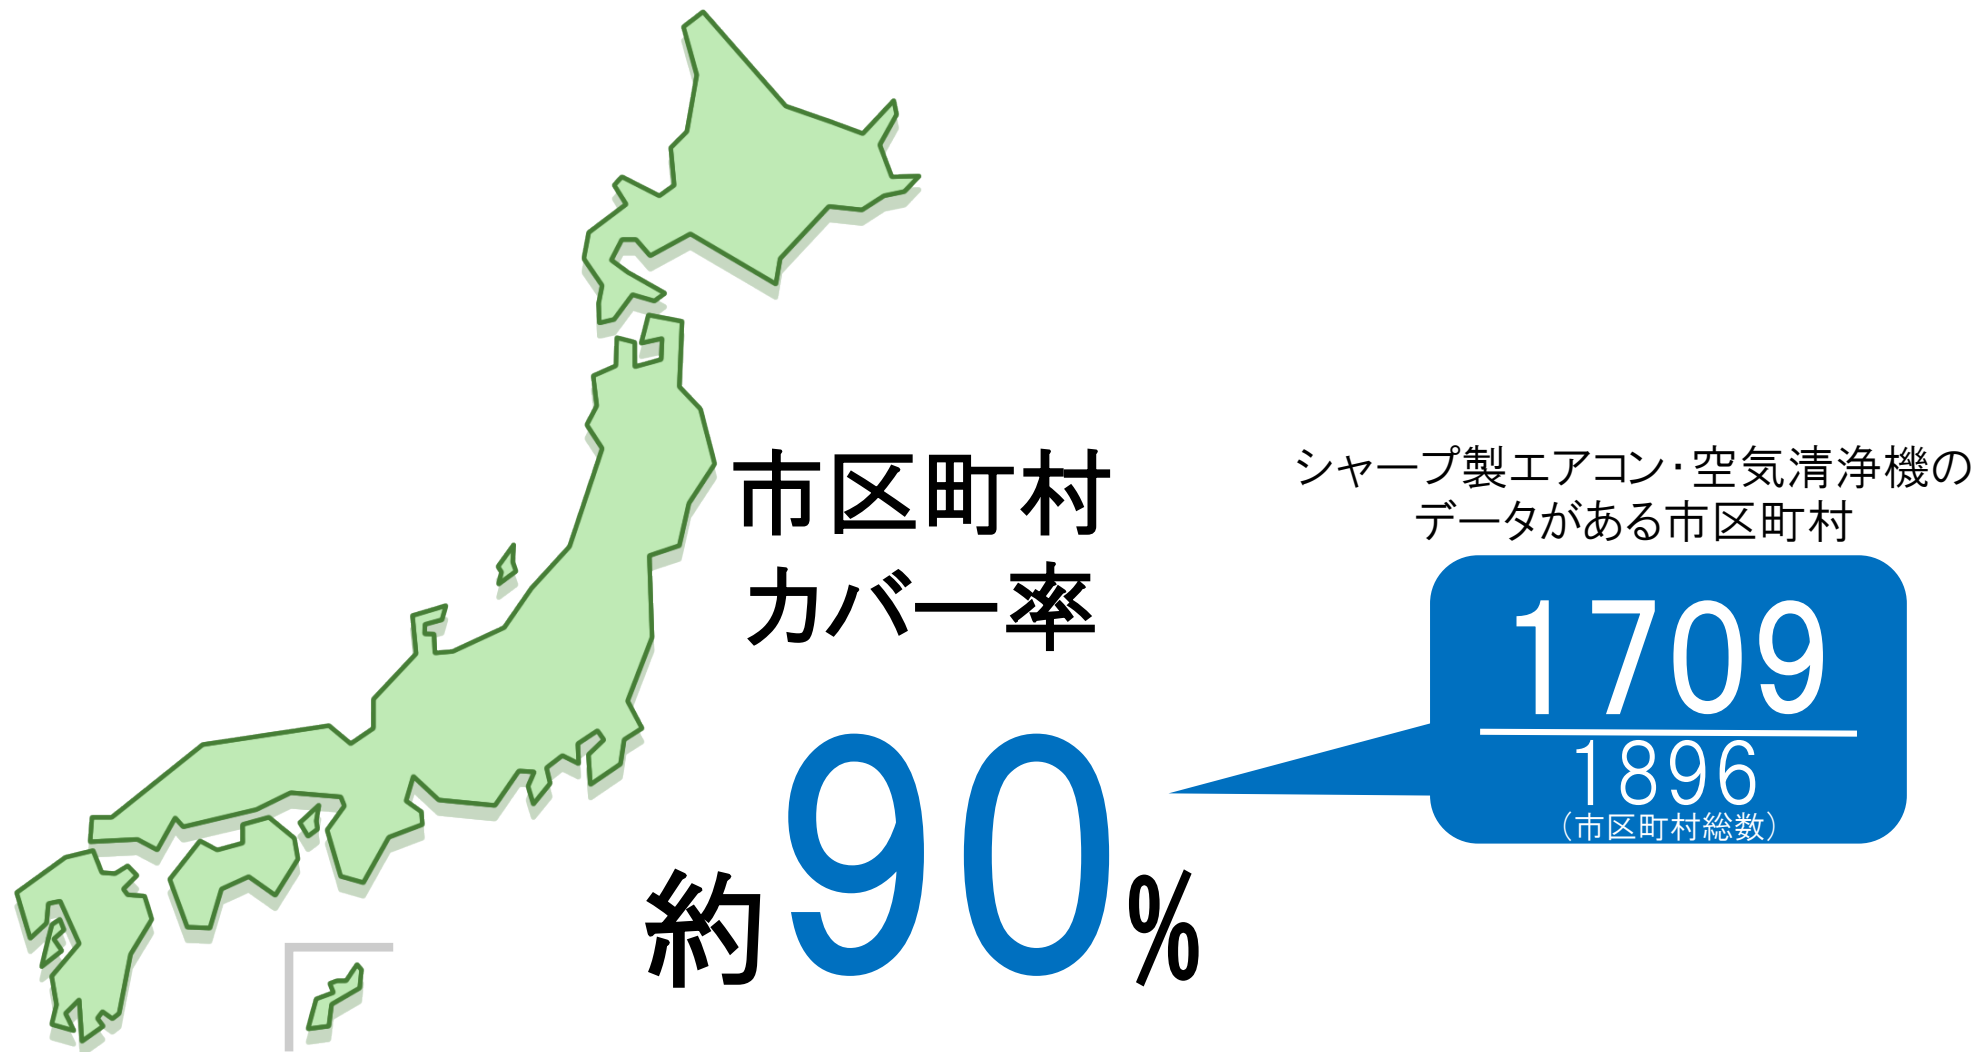 市区町村
カバー率
約90%
シャープ製エアコン・空気清浄機の
データがある市区町村
1709
1896
（市区町村総数）